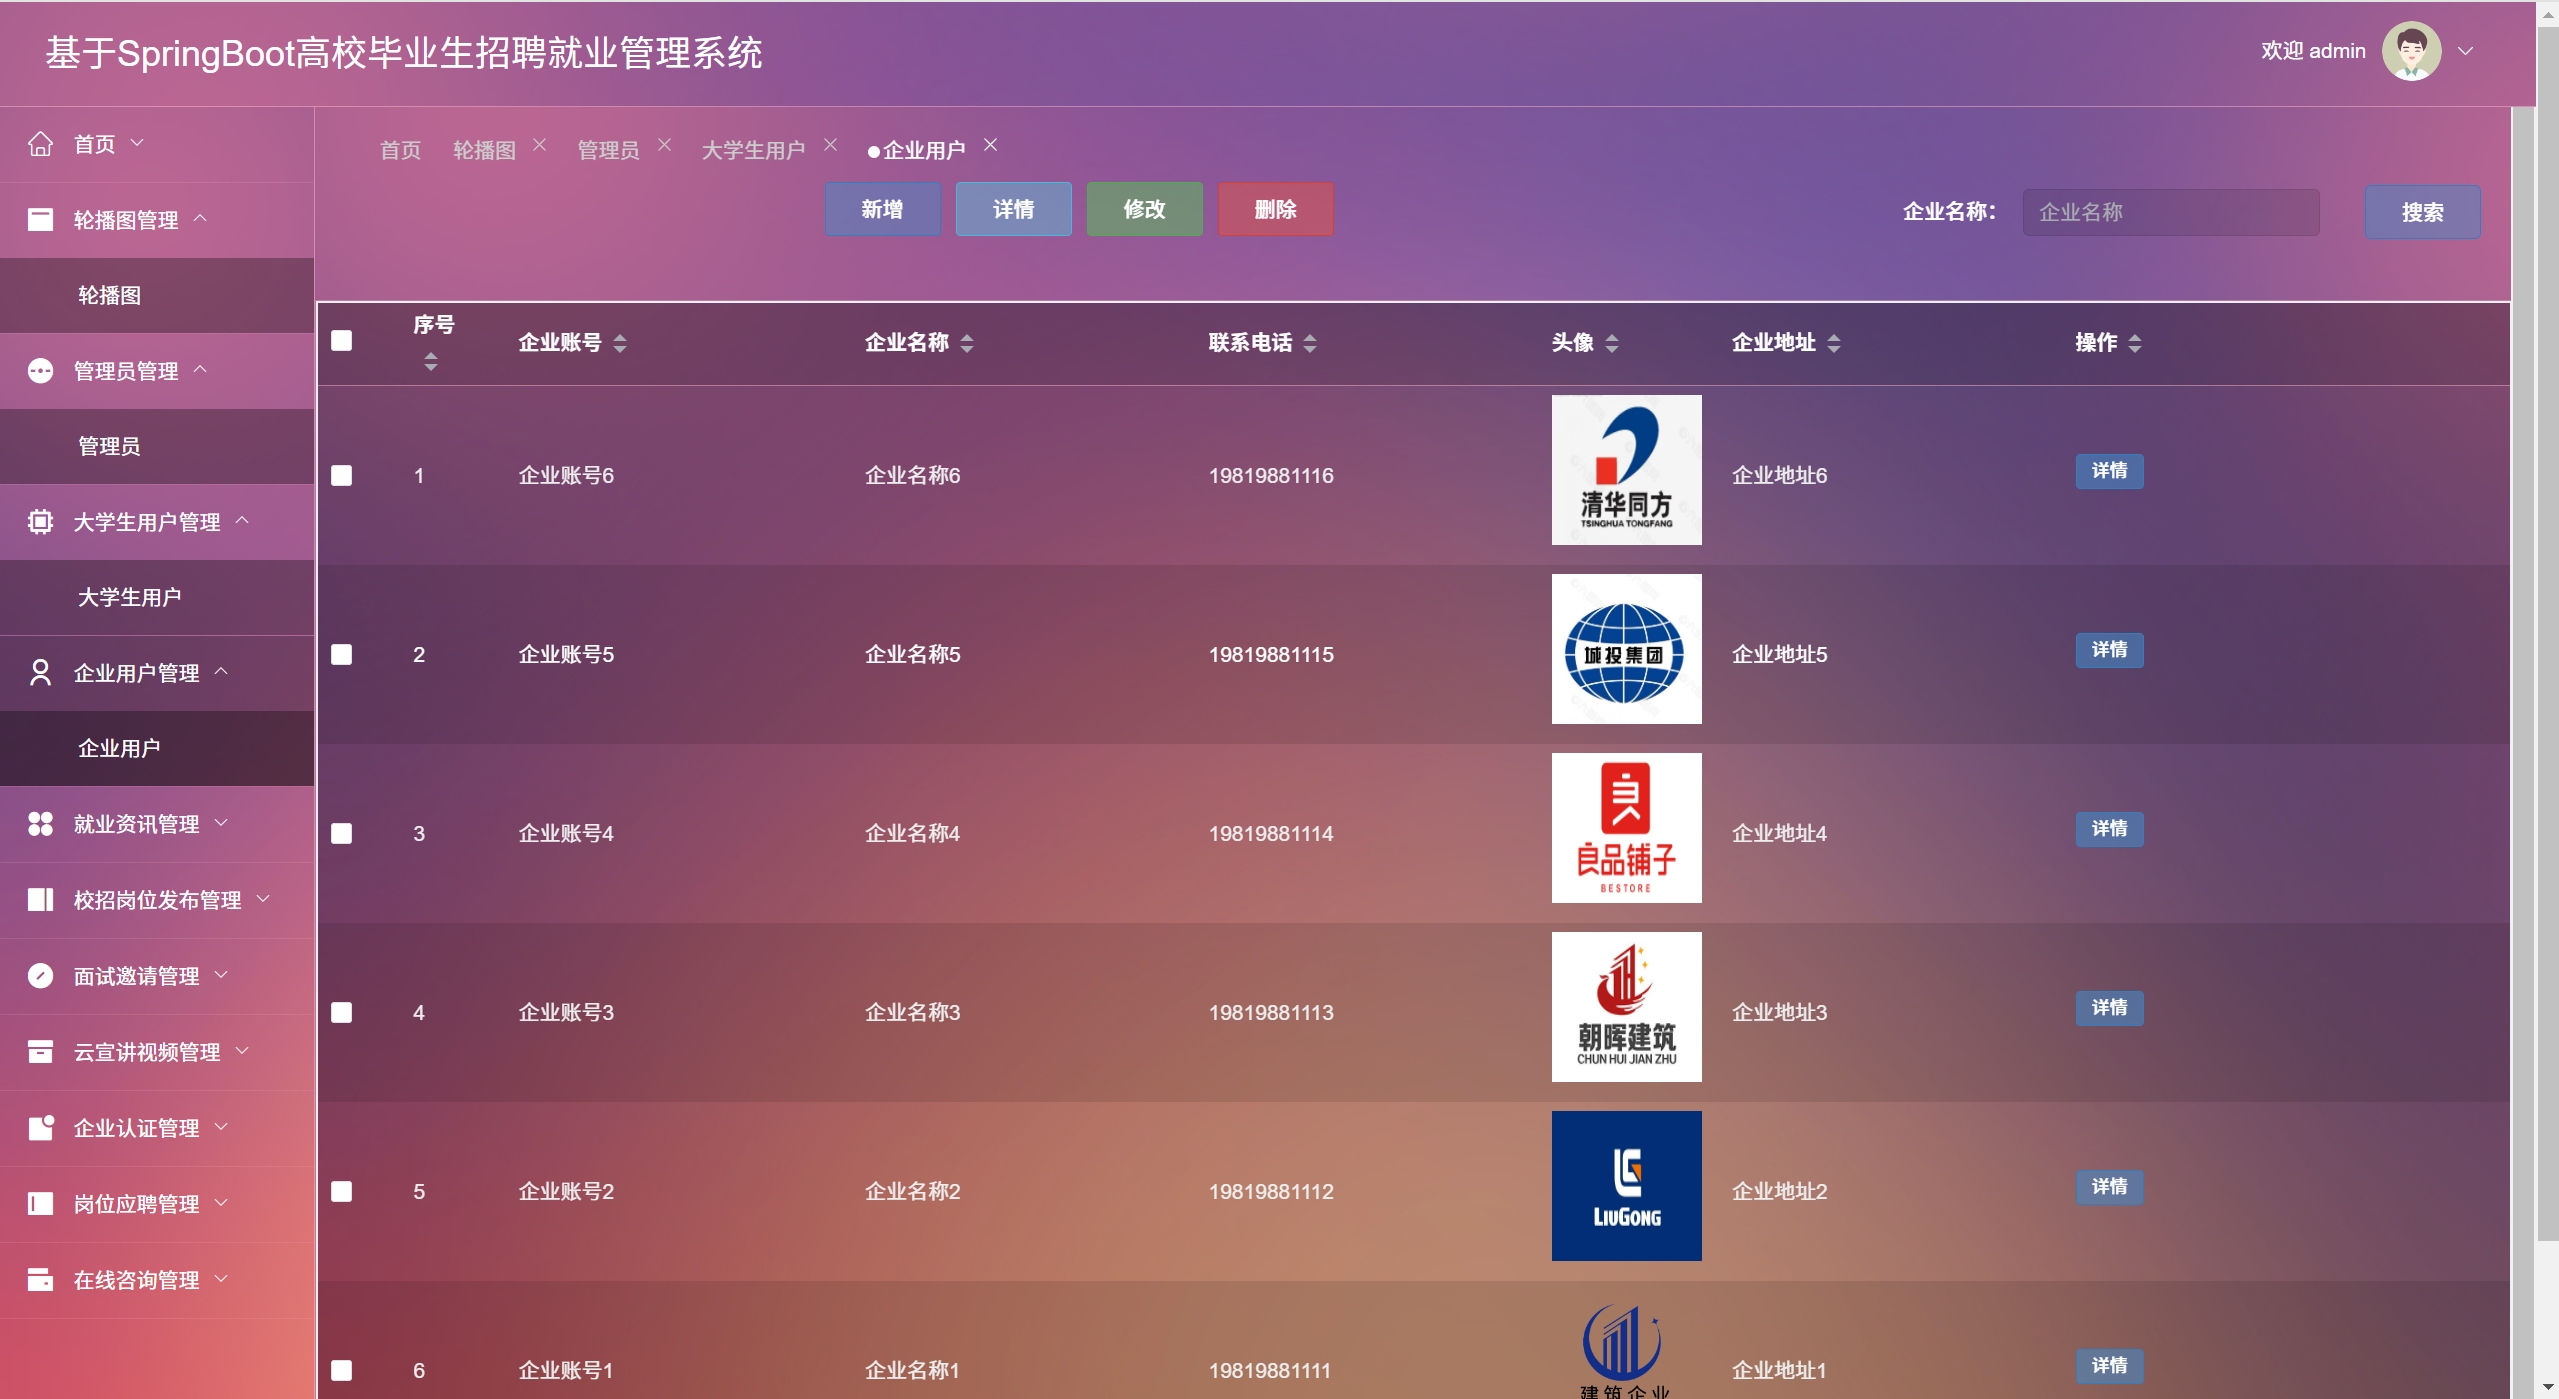 基于SpringBoot高校毕业生招聘就业管理系统
欢迎 admin
首页
轮播图管理
轮播图
管理员管理
管理员
大学生用户管理
大学生用户
企业用户管理
企业用户
就业资讯管理
校招岗位发布管理
面试邀请管理
云宣讲视频管理
企业认证管理
岗位应聘管理
在线咨询管理
首页 轮播图 管理员 大学生用户 企业用户
新增 详情 修改 删除 企业名称： 企业名称 搜索
序号 企业账号 企业名称 联系电话 头像 企业地址 操作
1 企业账号6 企业名称6 19819881116 企业地址6 详情
清华同方
TSINGHUA TONGFANG
2 企业账号5 企业名称5 19819881115 城投集团 企业地址5 详情
3 企业账号4 企业名称4 19819881114 企业地址4 详情
良品铺子
BESTORE
4 企业账号3 企业名称3 19819881113 企业地址3 详情
朝晖建筑
CHUN HUI JIAN ZHU
5 企业账号2 企业名称2 19819881112 企业地址2 详情
LIUGONG
6 企业账号1 企业名称1 19819881111 企业地址1 详情
建筑企业